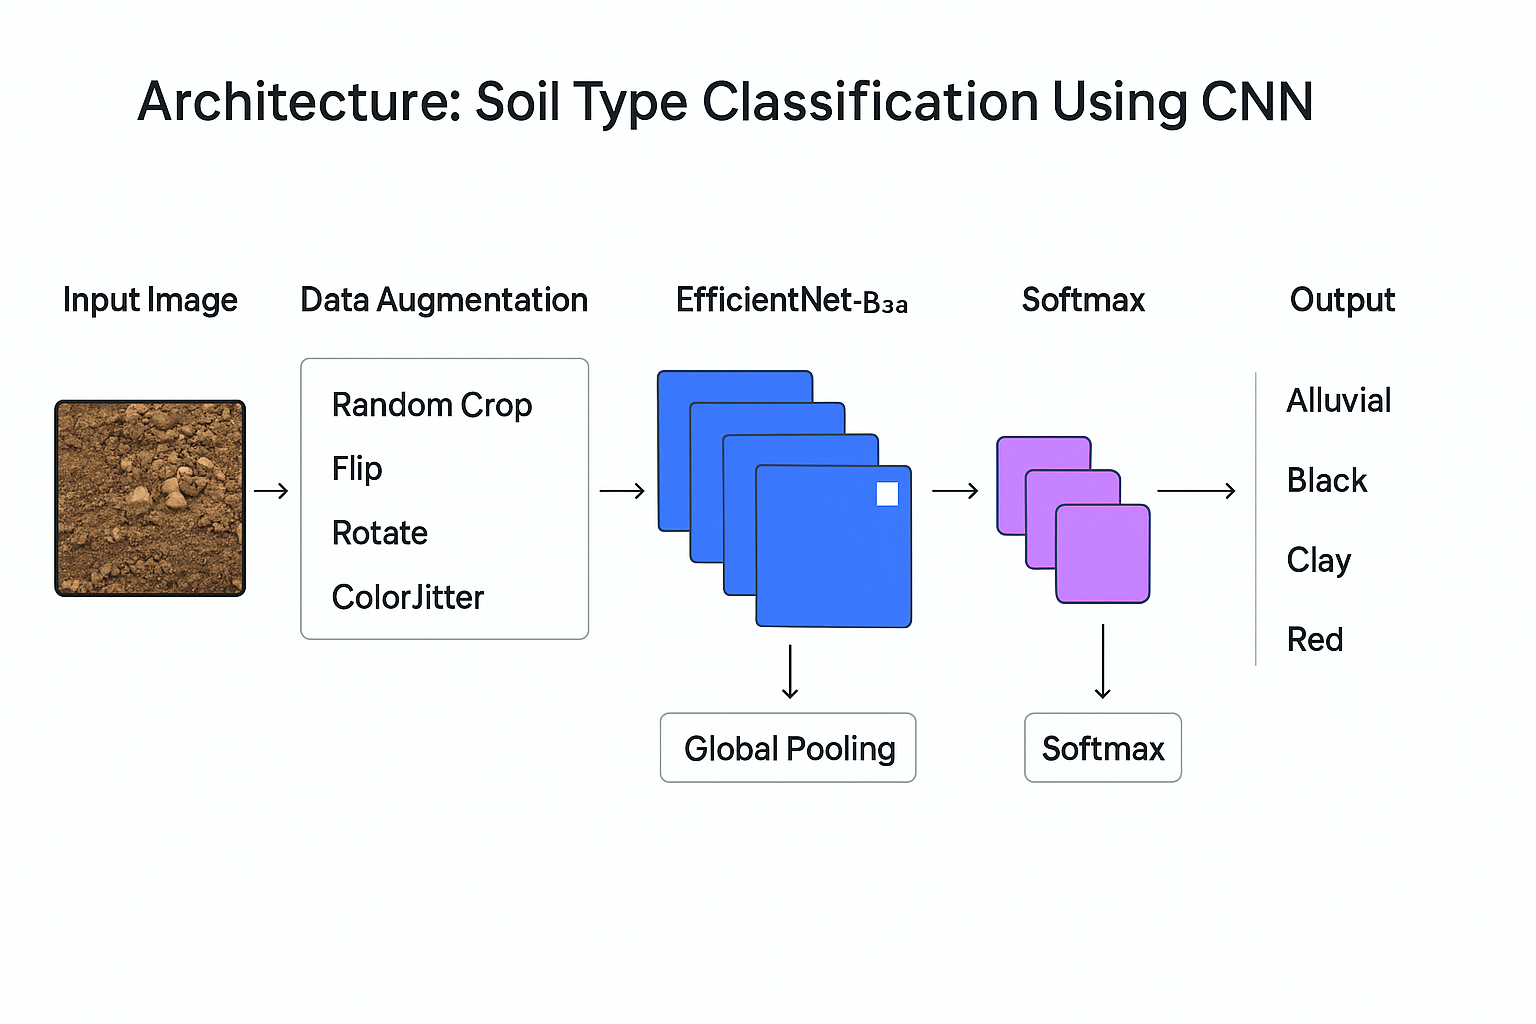 Architecture: Soil Type Classification Using CNN
Input Image
Data Augmentation
EfficientNet-B3a
Softmax
Output
Random Crop
Flip
Rotate
ColorJitter
Alluvial
Black
Clay
Red
Global Pooling
Softmax